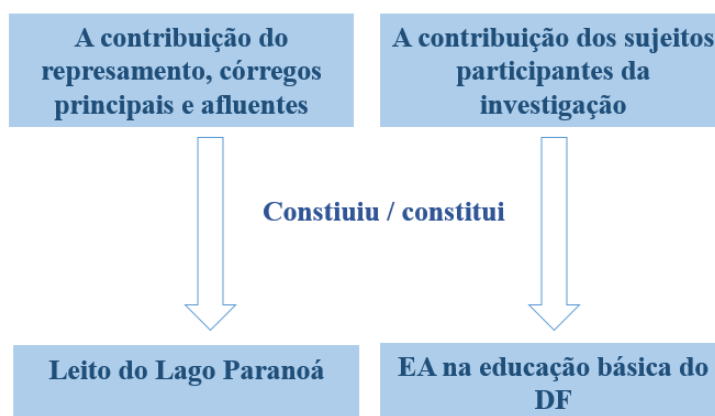 A contribuição do
represamento, córregos
principais e afluentes
A contribuição dos sujeitos
participantes da
investigação
Constiuiu / constitui
Leito do Lago Paranoá
EA na educação básica do
DF